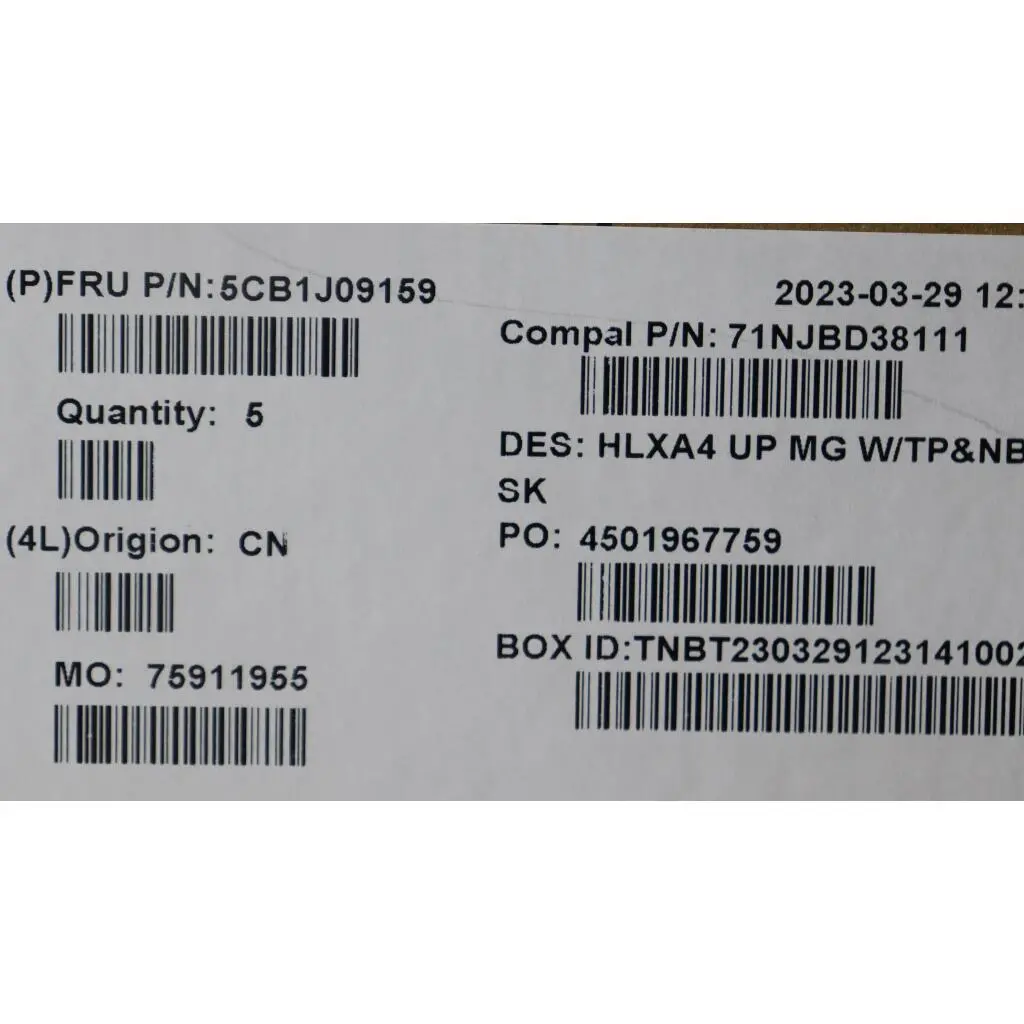 (P)FRU P/N:5CB1J09159
Quantity: 5
(4L)Origion: CN
MO: 75911955
2023-03-29 12:
Compal P/N: 71NJBD38111
DES: HLXA4 UP MG W/TP&NB
SK
PO: 4501967759
BOX ID:TNBT230329123141002